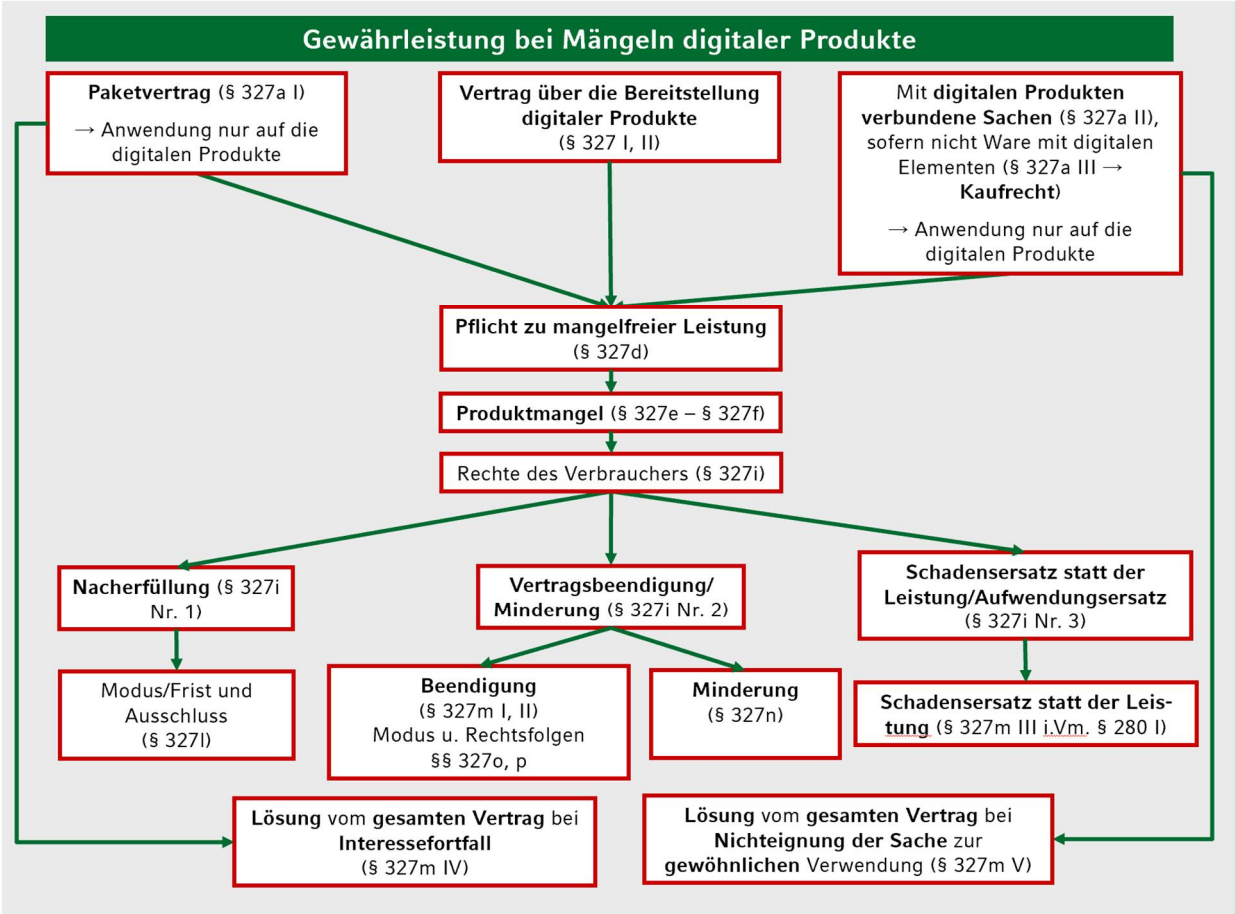 Gewährleistung bei Mängeln digitaler Produkte
Paketvertrag (§ 327a I)
→ Anwendung nur auf die
digitalen Produkte
Vertrag über die Bereitstellung
digitaler Produkte
(§ 327 I, II)
Mit digitalen Produkten
verbundene Sachen (§ 327a II),
sofern nicht Ware mit digitalen
Elementen (§ 327a III →
Kaufrecht)
→ Anwendung nur auf die
digitalen Produkte
Pflicht zu mangelfreier Leistung
(§ 327d)
Produktmangel (§ 327e – § 327f)
Rechte des Verbrauchers (§ 327i)
Nacherfüllung (§ 327i
Nr. 1)
Vertragsbeendigung/
Minderung (§ 327i Nr. 2)
Schadensersatz statt der
Leistung/Aufwendungsersatz
(§ 327i Nr. 3)
Modus/Frist und
Ausschluss
(§ 327l)
Beendigung
(§ 327m I, II)
Modus u. Rechtsfolgen
§§ 327o, p
Minderung
(§ 327n)
Schadensersatz statt der Leis-
tung (§ 327m III i.Vm. § 280 I)
Lösung vom gesamten Vertrag bei
Interessefortfall
(§ 327m IV)
Lösung vom gesamten Vertrag bei
Nichteignung der Sache zur
gewöhnlichen Verwendung (§ 327m V)